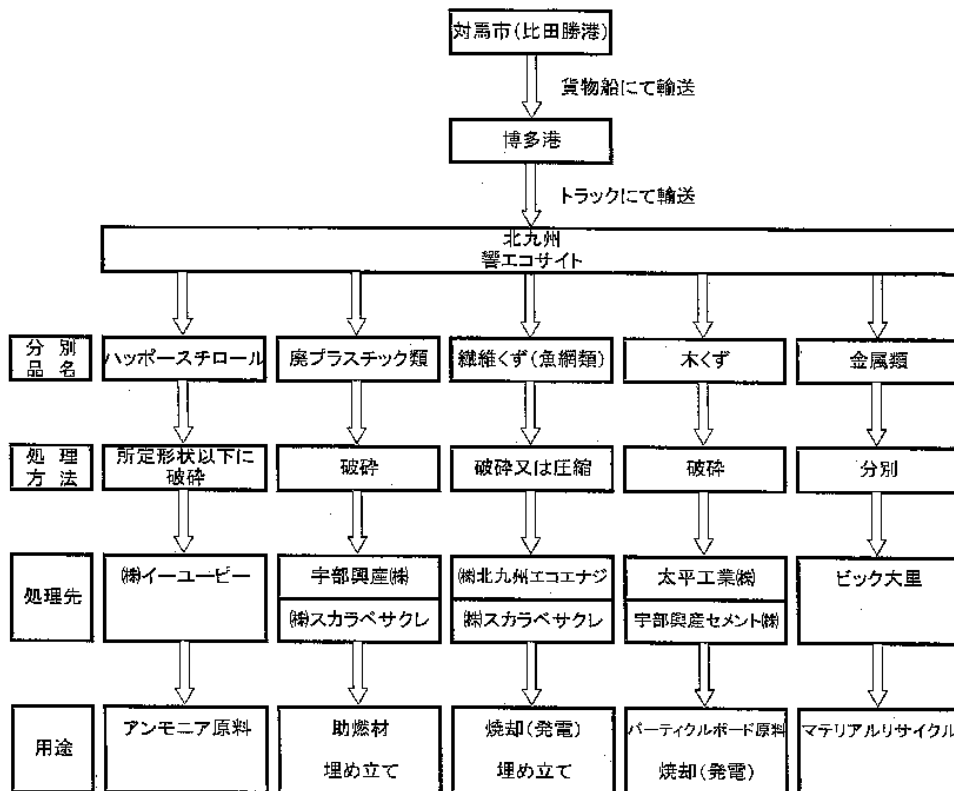 対馬市(比田勝港)
貨物船にて輸送
博多港
トラックにて輸送
北九州
響エコサイト
分別
品名
ハッポースチロール
廃プラスチック類
繊維くず(魚網類)
木くず
金属類
処理
方法
所定形状以下に
破砕
破砕
破砕又は圧縮
破砕
分別
処理先
㈱イーユーピー
宇部興産㈱
㈱スカラベサクレ
㈱北九州エコエナジ
㈱スカラベサクレ
太平工業㈱
宇部興産セメント㈱
ビック大里
用途
アンモニア原料
助燃材
埋め立て
焼却(発電)
埋め立て
パーティクルボード原料
焼却(発電)
マテリアルリサイクル